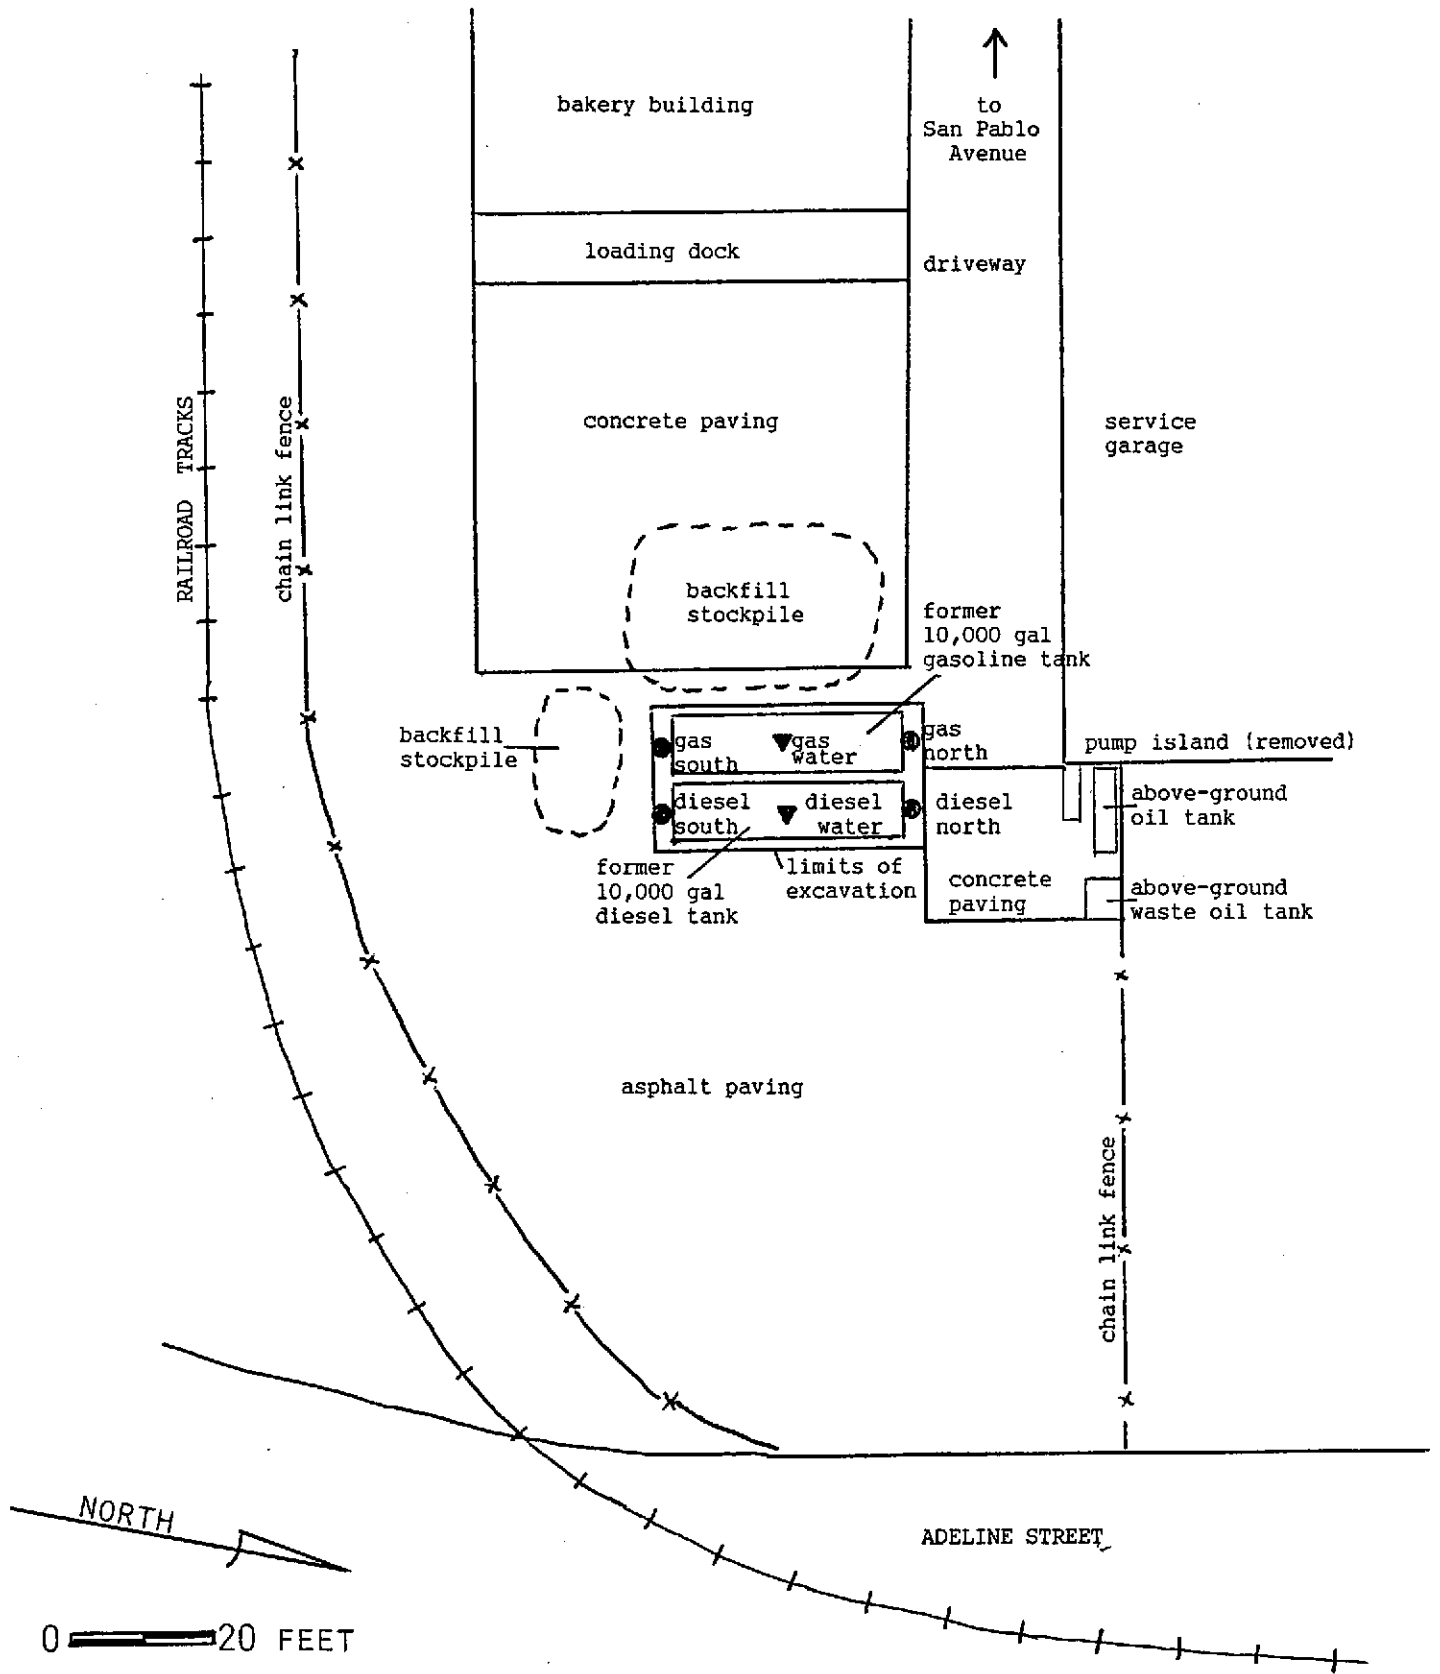 bakery building
to
San Pablo
Avenue
loading dock
driveway
RAILROAD TRACKS
chain link fence
concrete paving
service
garage
backfill
stockpile
former
10,000 gal
gasoline tank
backfill
stockpile
gas
south
gas
water
gas
north
pump island (removed)
diesel
south
diesel
water
diesel
north
above-ground
oil tank
former
10,000 gal
diesel tank
limits of
excavation
concrete
paving
above-ground
waste oil tank
asphalt paving
chain link fence
NORTH
ADELINE STREET
0 20 FEET